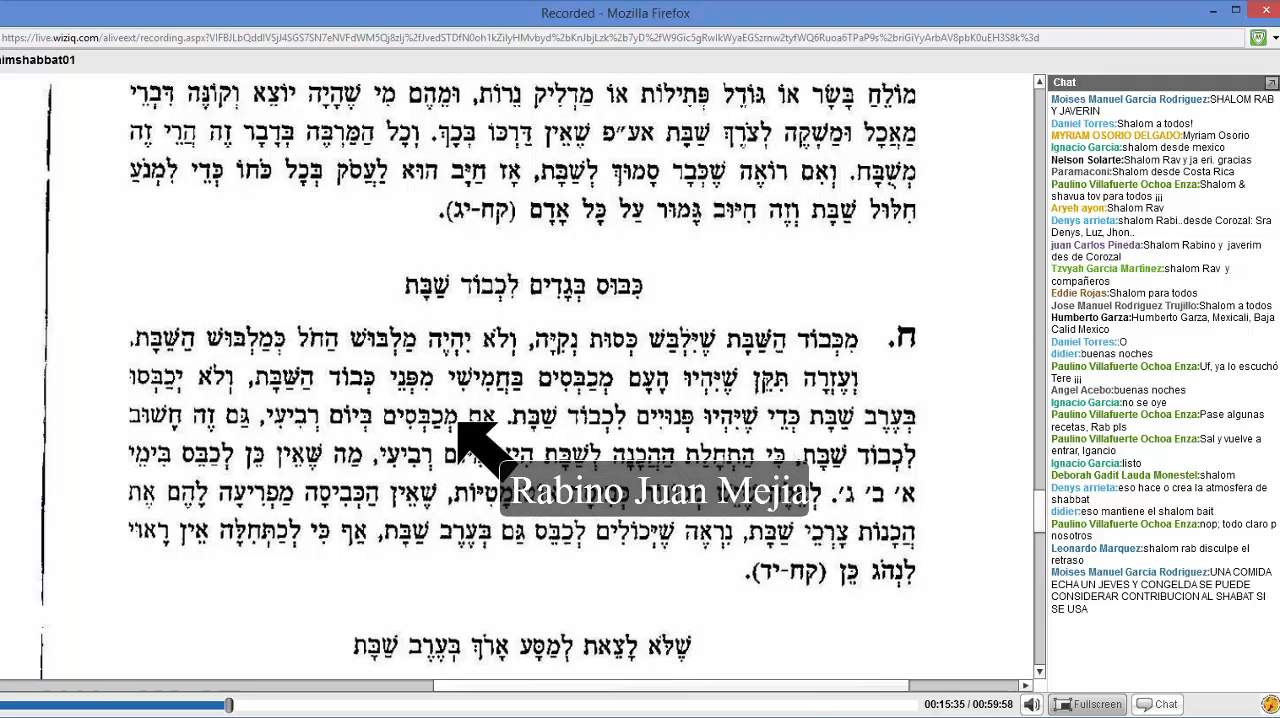 Recorded - Mozilla Firefox
himshabbat01
מוֹלֵחַ בָּשָׂר אוֹ גּוֹדֵל פְּתִילוֹת אוֹ מַדְלִיק נֵרוֹת, וּמֵהֶם מִי שֶׁהָיָה יוֹצֵא וְקוֹנֶה דִּבְרֵי
מַאֲכָל וּמַשְׁקֶה לְצֹרֶךְ שַׁבָּת אע״פ שֶׁאֵין דַּרְכּוֹ בְּכָךְ. וְכָל הַמַּרְבֶּה בְּדָבָר זֶה הֲרֵי זֶה
מְשֻׁבָּח. וְאִם רוֹאֶה שֶׁכְּבָר סָמוּךְ לְשַׁבָּת, אָז חַיָּב הוּא לַעֲסֹק בְּכָל כֹּחוֹ כְּדֵי לִמְנֹעַ
חִלּוּל שַׁבָּת וְזֶה חִיּוּב גָּמוּר עַל כָּל אָדָם (קח-יג).
כִּבּוּס בְּגָדִים לִכְבוֹד שַׁבָּת
ח. מִכְּבוֹד הַשַּׁבָּת שֶׁיִּלְבַּשׁ כְּסוּת נְקִיָּה, וְלֹא יִהְיֶה מַלְבּוּשׁ הַחֹל כְּמַלְבּוּשׁ הַשַּׁבָּת.
וְעֶזְרָה תִּקֵּן שֶׁיִּהְיוּ הָעָם מְכַבְּסִים בַּחֲמִישִׁי מִפְּנֵי כְּבוֹד הַשַּׁבָּת, וְלֹא יְכַבְּסוּ
בְּעֶרֶב שַׁבָּת כְּדֵי שֶׁיִּהְיוּ פְּנוּיִים לִכְבוֹד שַׁבָּת. אִם מְכַבְּסִים בְּיוֹם רְבִיעִי, גַּם זֶה חָשׁוּב
לִכְבוֹד שַׁבָּת, כִּי הַתְחָלַת הַהֲכָנָה לְשַׁבָּת רְבִיעִי, מַה שֶּׁאֵין כֵּן לְכַבֵּס בִּימֵי
א׳ ב׳ ג׳. מָטִיּוֹת, שֶׁאֵין הַכְּבִיסָה מַפְרִיעָה לָהֶם אֶת
הֲכָנוֹת צָרְכֵי שַׁבָּת, נִרְאֶה שֶׁיְּכוֹלִים לְכַבֵּס גַּם בְּעֶרֶב שַׁבָּת, אַף כִּי לְכַתְּחִלָּה אֵין רָאוּי
לִנְהֹג כֵּן (קח-יד).
שֶׁלֹּא לָצֵאת לְמַסָּע אָרֹךְ בְּעֶרֶב שַׁבָּת
Rabino Juan Mejia
Chat
Moises Manuel Garcia Rodriguez:SHALOM RAB
Y JAVERIN
Daniel Torres:Shalom a todos!
MYRIAM OSORIO DELGADO:Myriam Osorio
Ignacio Garcia:shalom desde mexico
Nelson Solarte:Shalom Rav y ja eri. gracias
Paramaconi:Shalom desde Costa Rica
Paulino Villafuerte Ochoa Enza:Shalom &
shavua tov para todos ¡¡¡
Aryeh ayon:Shalom Rav
Denys arrieta:shalom Rabi..desde Corozal: Sra
Denys, Luz, Jhon..
juan Carlos Pineda:Shalom Rabino y javerim
des de Corozal
Tzvyah Garcia Martinez:shalom Rav y
compañeros
Eddie Rojas:Shalom para todos
Jose Manuel Rodriguez Trujillo:Shalom a todos
Humberto Garza:Humberto Garza, Mexicali, Baja
Calid Mexico
Daniel Torres::O
didier:buenas noches
Paulino Villafuerte Ochoa Enza:Uf, ya lo escuchó
Tere ¡¡¡
Angel Acebo:buenas noches
Ignacio Garcia:no se oye
Paulino Villafuerte Ochoa Enza:Pase algunas
recetas, Rab pls
Paulino Villafuerte Ochoa Enza:Sal y vuelve a
entrar, Igancio
Ignacio Garcia:listo
Deborah Gadit Lauda Monestel:shalom
Denys arrieta:eso hace o crea la atmosfera de
shabbat
didier:eso mantiene el shalom bait
Paulino Villafuerte Ochoa Enza:nop; todo claro p
nosotros
Leonardo Marquez:shalom rab disculpe el
retraso
Moises Manuel Garcia Rodriguez:UNA COMIDA
ECHA UN JEVES Y CONGELDA SE PUEDE
CONSIDERAR CONTRIBUCION AL SHABAT SI
SE USA
00:15:35 / 00:59:58
Fullscreen
Chat